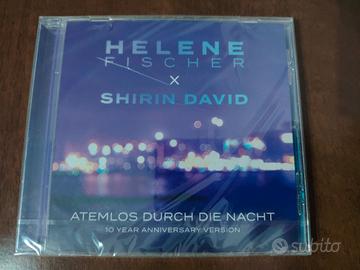 HELENE
FISCHER
X
SHIRIN DAVID
ATEMLOS DURCH DIE NACHT
10 YEAR ANNIVERSARY VERSION
subito